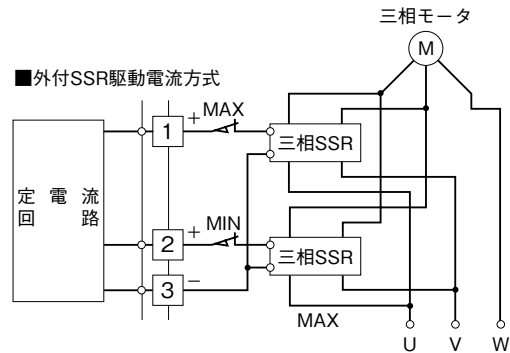 三相モータ
M
■外付SSR駆動電流方式
1
+
MAX
三相SSR
定電流
回路
2
+
MIN
三相SSR
3
−
MAX
U
V
W